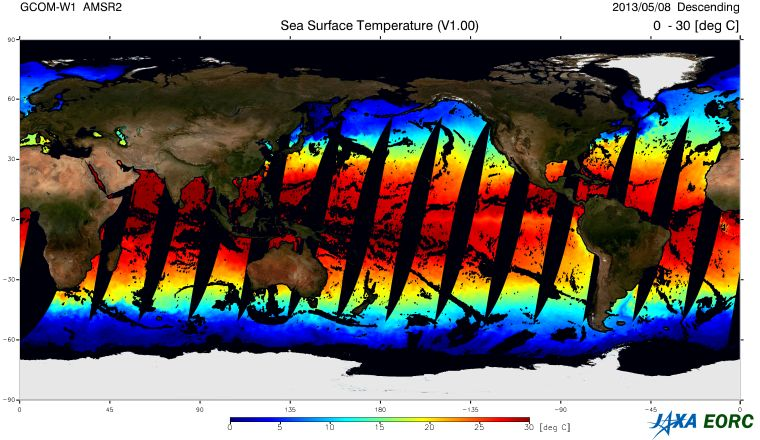 GCOM-W1 AMSR2 2013/05/08 Descending
Sea Surface Temperature (V1.00) 0 - 30 [deg C]
90
60
30
0
−30
−60
−90
0 45 90 135 180 −135 −90 −45 0
0 5 10 15 20 25 30 [deg C]
JAXA EORC